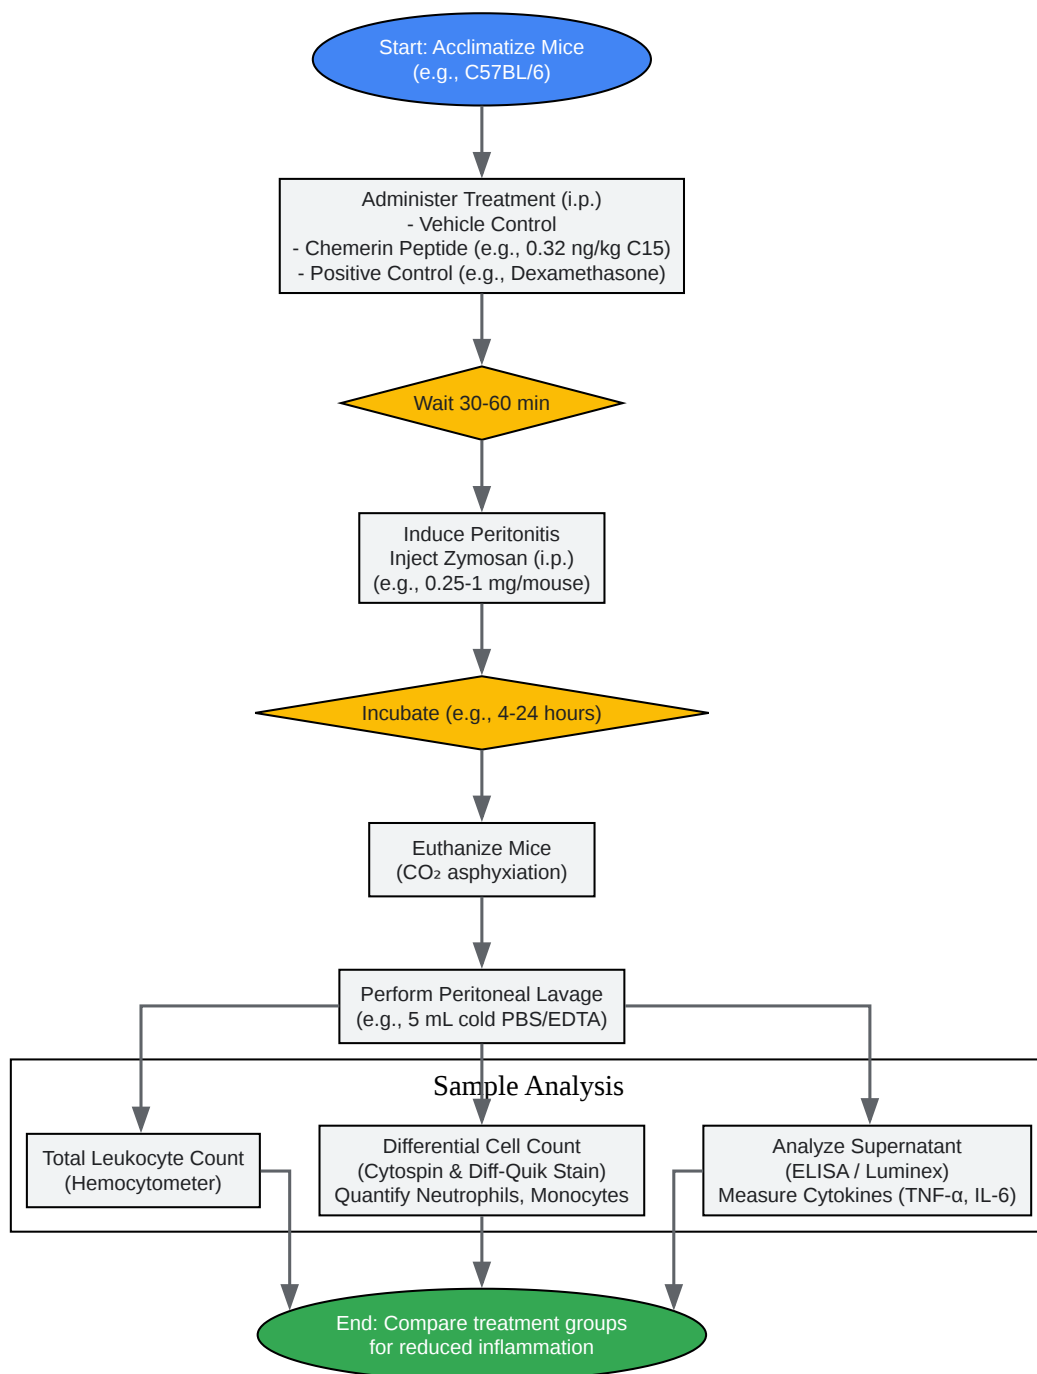 Start: Acclimatize Mice
(e.g., C57BL/6)
Administer Treatment (i.p.)
- Vehicle Control
- Chemerin Peptide (e.g., 0.32 ng/kg C15)
- Positive Control (e.g., Dexamethasone)
Wait 30-60 min
Induce Peritonitis
Inject Zymosan (i.p.)
(e.g., 0.25-1 mg/mouse)
Incubate (e.g., 4-24 hours)
Euthanize Mice
(CO₂ asphyxiation)
Perform Peritoneal Lavage
(e.g., 5 mL cold PBS/EDTA)
Sample Analysis
Total Leukocyte Count
(Hemocytometer)
Differential Cell Count
(Cytospin & Diff-Quik Stain)
Quantify Neutrophils, Monocytes
Analyze Supernatant
(ELISA / Luminex)
Measure Cytokines (TNF-α, IL-6)
End: Compare treatment groups
for reduced inflammation